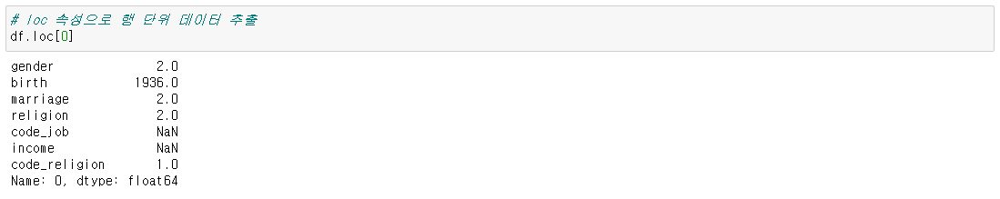 # loc 속성으로 행 단위 데이터 추출
df.loc[0]
gender 2.0
birth 1936.0
marriage 2.0
religion 2.0
code_job NaN
income NaN
code_religion 1.0
Name: 0, dtype: float64